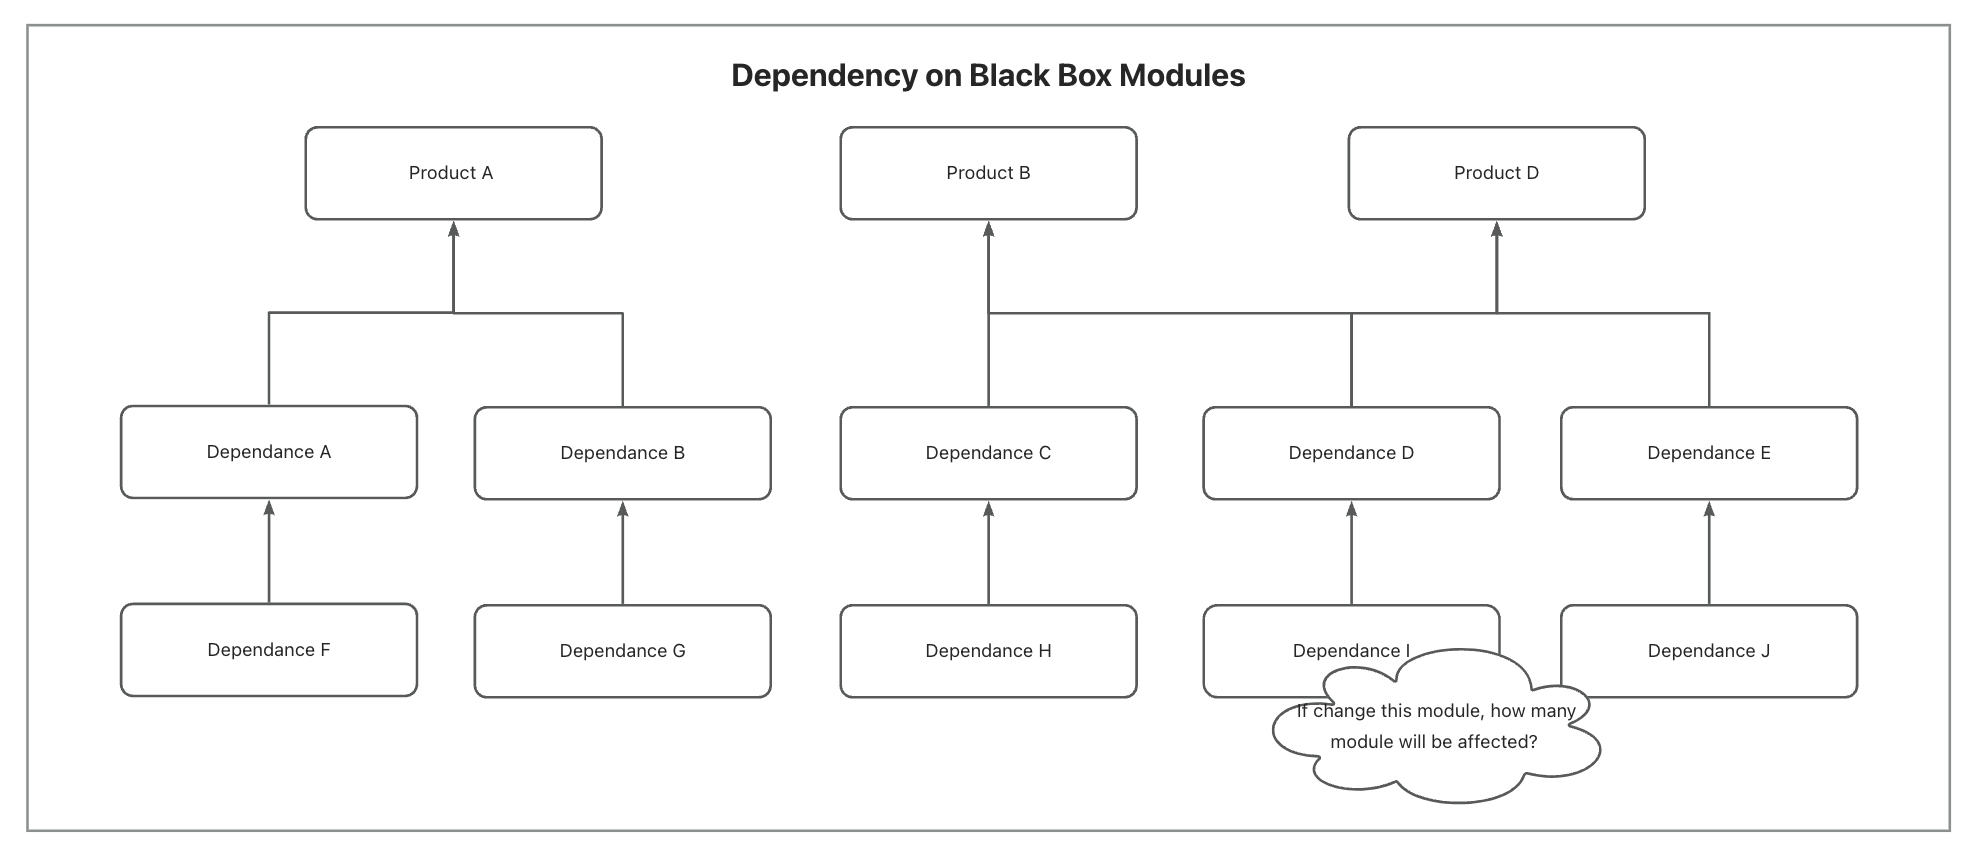 Dependency on Black Box Modules
Product A
Product B
Product D
Dependance A
Dependance B
Dependance C
Dependance D
Dependance E
Dependance F
Dependance G
Dependance H
Dependance I
Dependance J
If change this module, how many
module will be affected?